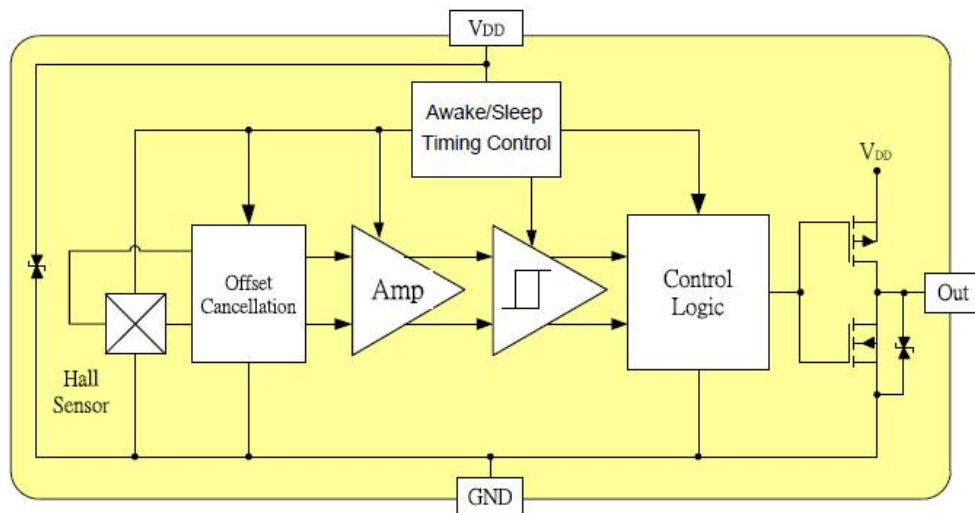 VDD
Awake/Sleep
Timing Control
VDD
Offset
Cancellation
Amp
Control
Logic
Out
Hall
Sensor
GND